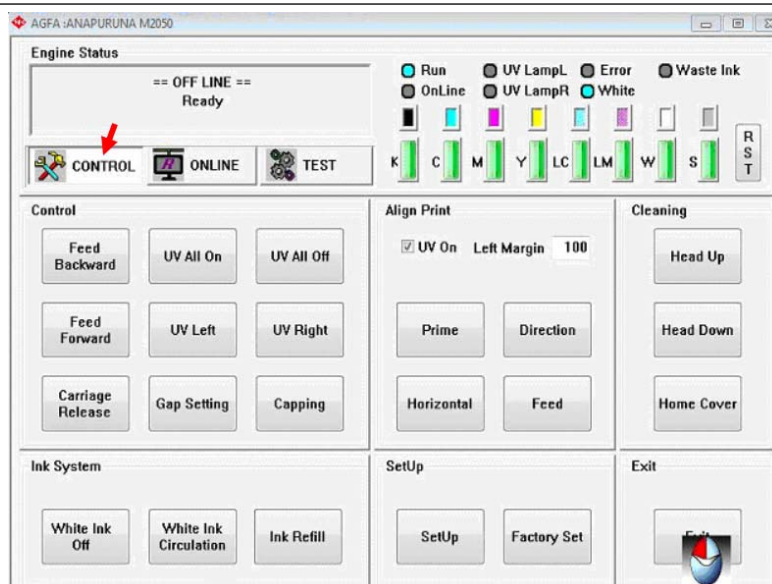 AGFA :ANAPURUNA M2050
Engine Status
== OFF LINE ==
Ready
Run
UV LampL
Error
Waste Ink
OnLine
UV LampR
White
CONTROL
ONLINE
TEST
K
C
M
Y
LC
LM
W
S
R
S
T
Control
Feed
Backward
UV All On
UV All Off
Feed
Forward
UV Left
UV Right
Carriage
Release
Gap Setting
Capping
Align Print
UV On
Left Margin
100
Prime
Direction
Horizontal
Feed
Cleaning
Head Up
Head Down
Home Cover
Ink System
White Ink
Off
White Ink
Circulation
Ink Refill
SetUp
SetUp
Factory Set
Exit
Exit